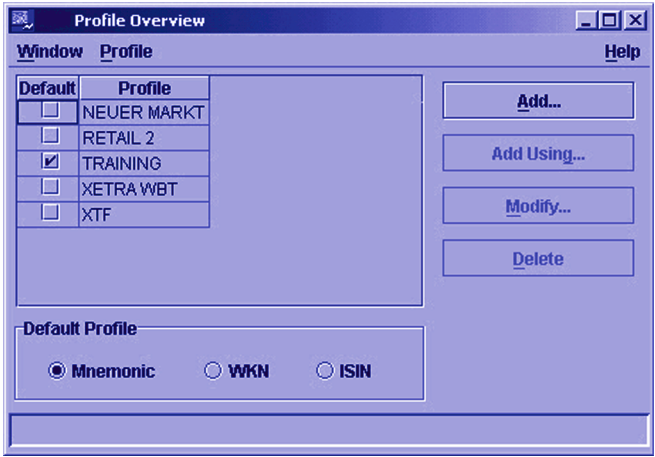 Profile Overview
Window Profile Help
Default Profile
NEUER MARKT
RETAIL 2
TRAINING
XETRA WBT
XTF
Add...
Add Using...
Modify...
Delete
Default Profile
Mnemonic WKN ISIN